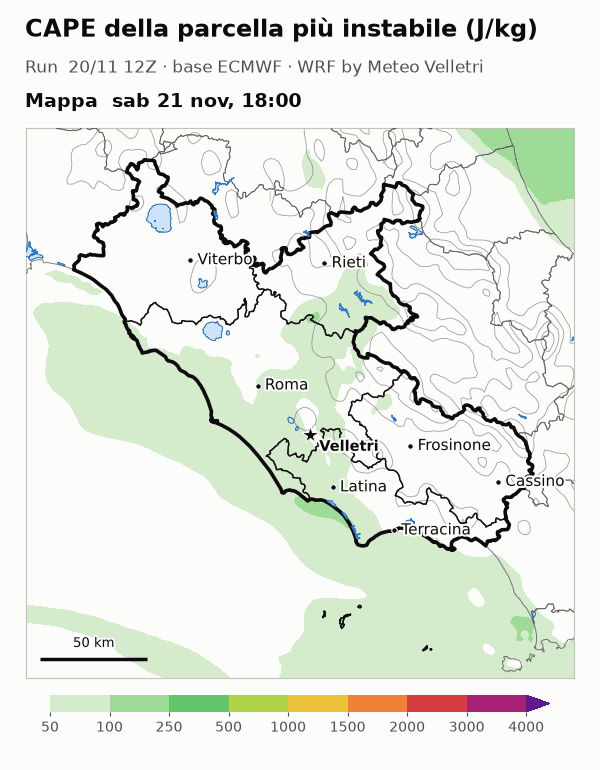 CAPE della parcella più instabile (J/kg)
Run  20/11 12Z · base ECMWF · WRF by Meteo Velletri
Mappa  sab 21 nov, 18:00
Viterbo
Rieti
Roma
Velletri
Frosinone
Cassino
Latina
Terracina
50 km
50 100 250 500 1000 1500 2000 3000 4000